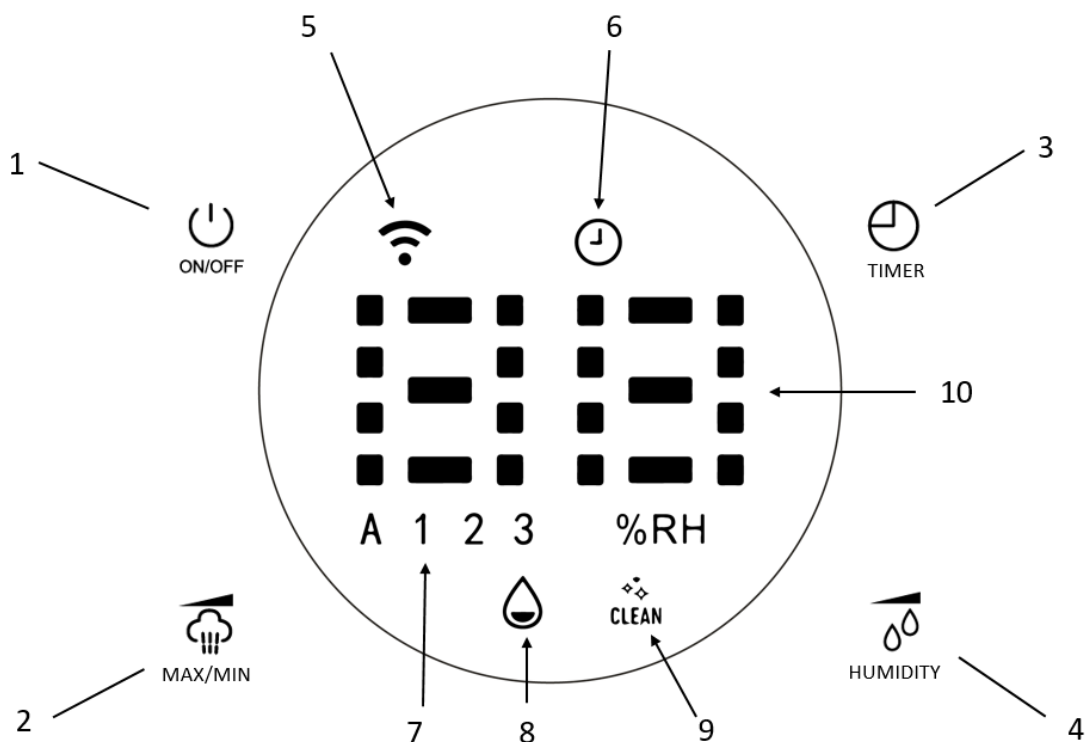 5
6
1
3
ON/OFF
TIMER
10
A 1 2 3 %RH
CLEAN
MAX/MIN
HUMIDITY
2
7
8
9
4